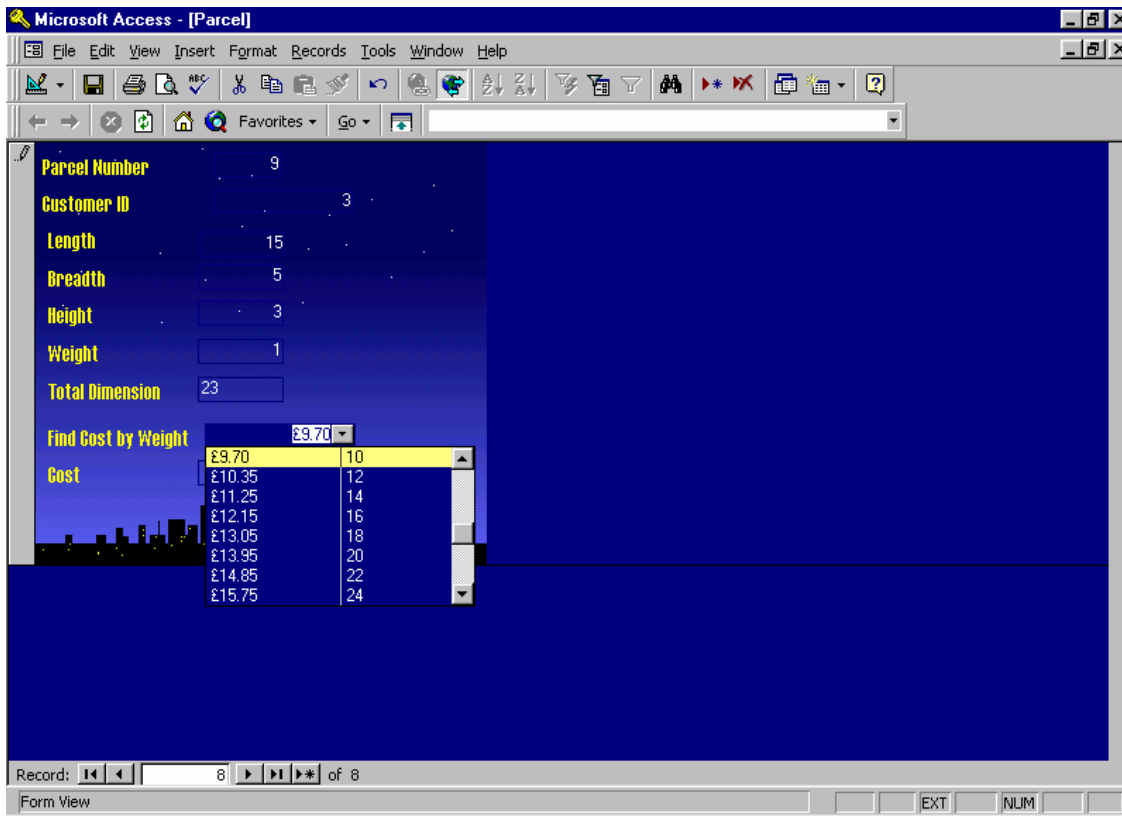 Microsoft Access - [Parcel]
File Edit View Insert Format Records Tools Window Help
ABC A Z Z A
Favorites Go
Parcel Number 9
Customer ID 3
Length 15
Breadth 5
Height 3
Weight 1
Total Dimension 23
Find Cost by Weight £9.70
Cost
£9.70 10
£10.35 12
£11.25 14
£12.15 16
£13.05 18
£13.95 20
£14.85 22
£15.75 24
Record: 8 of 8
Form View EXT NUM